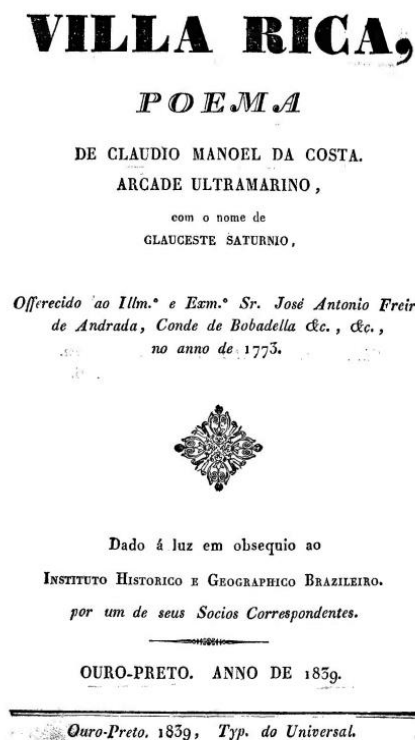 VILLA RICA,
POEMA
DE CLAUDIO MANOEL DA COSTA.
ARCADE ULTRAMARINO,
com o nome de
GLAUCESTE SATURNIO,
Offerecido ao Illm.º e Exm.º Sr. José Antonio Freir
de Andrada, Conde de Bobadella &c., &c.,
no anno de 1773.
Dado á luz em obsequio ao
INSTITUTO HISTORICO E GEOGRAPHICO BRAZILEIRO.
por um de seus Socios Correspondentes.
OURO-PRETO. ANNO DE 1839.
Ouro-Preto. 1839, Typ. do Universal.